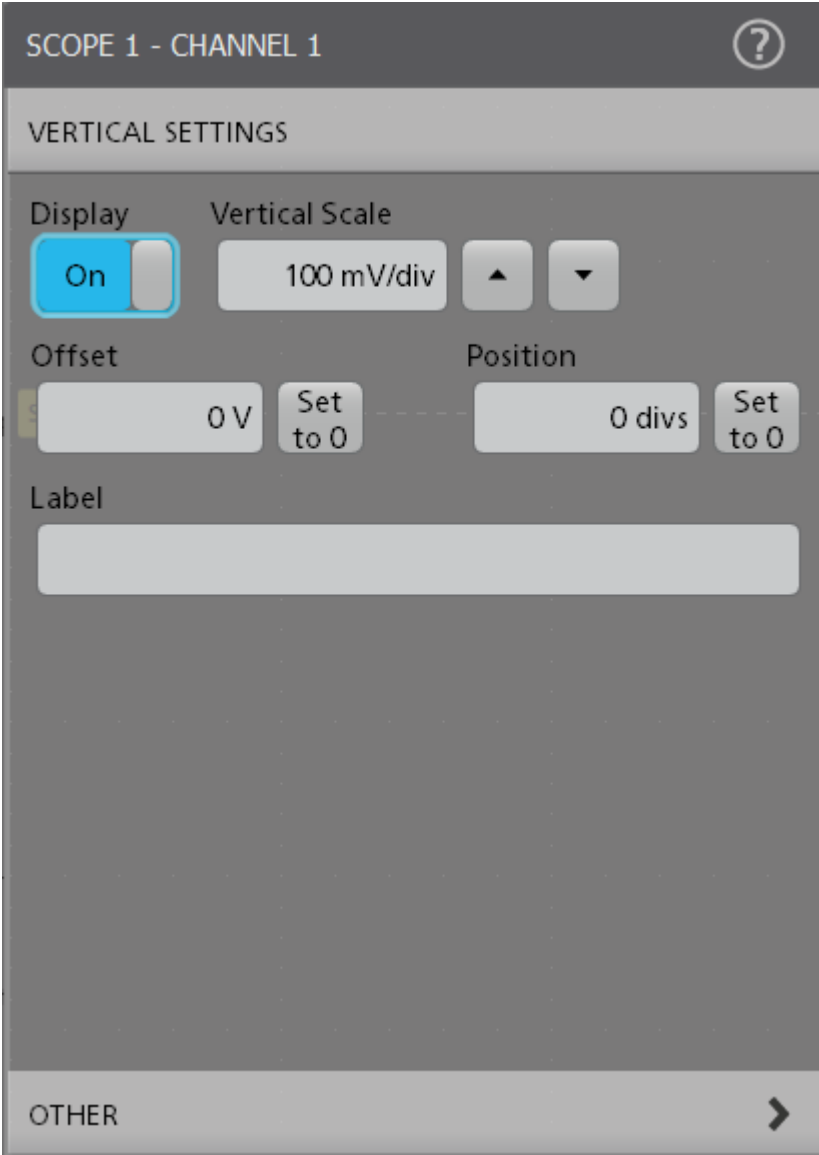 SCOPE 1 - CHANNEL 1
?
VERTICAL SETTINGS
Display
Vertical Scale
On
100 mV/div
Offset
Position
0 V
Set
to 0
0 divs
Set
to 0
Label
OTHER